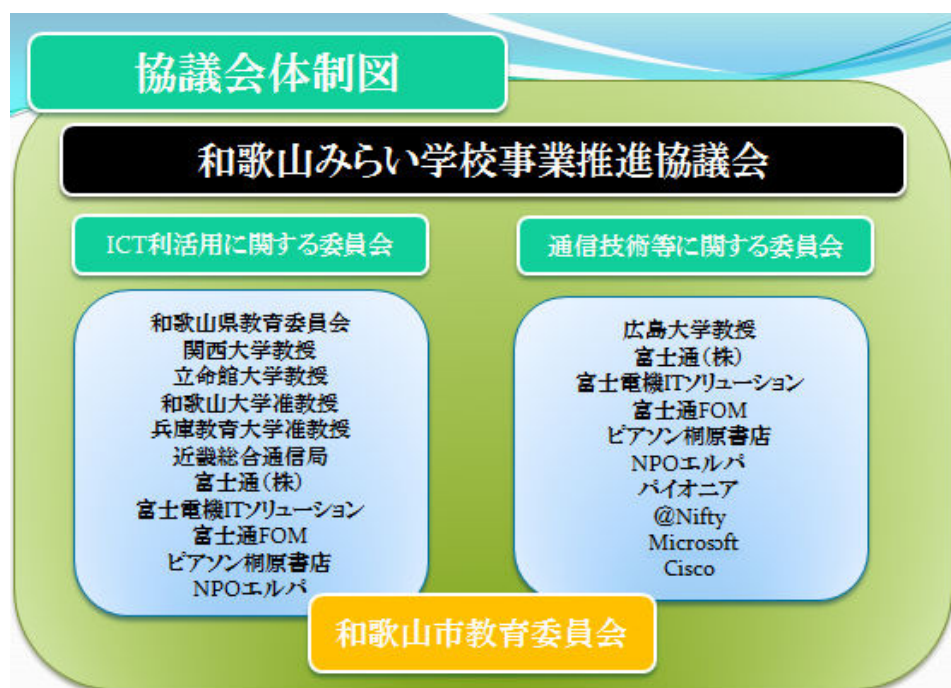 協議会体制図
和歌山みらい学校事業推進協議会
ICT利活用に関する委員会
和歌山県教育委員会
関西大学教授
立命館大学教授
和歌山大学准教授
兵庫教育大学准教授
近畿総合通信局
富士通(株)
富士電機ITソリューション
富士通FOM
ピアソン桐原書店
NPOエルパ
通信技術等に関する委員会
広島大学教授
富士通(株)
富士電機ITソリューション
富士通FOM
ピアソン桐原書店
NPOエルパ
パイオニア
@Nifty
Microsoft
Cisco
和歌山市教育委員会